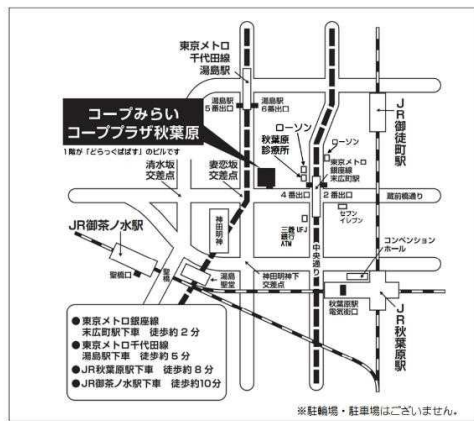 東京メトロ
千代田線
湯島駅
湯島駅
5番出口
湯島駅
6番出口
コープみらい
コーププラザ秋葉原
1階が「どらっぐぱぱす」のビルです
ローソン
秋葉原
診療所
ローソン
東京メトロ
銀座線
末広町駅
JR御徒町駅
清水坂
交差点
妻恋坂
交差点
4番出口
2番出口
蔵前橋通り
セブン
イレブン
三菱UFJ
銀行
ATM
神田明神
JR御茶ノ水駅
聖橋口
聖橋
湯島
聖堂
神田明神下
交差点
中央通り
コンベンション
ホール
秋葉原駅
電気街口
JR秋葉原駅
●東京メトロ銀座線
末広町駅下車 徒歩約2分
●東京メトロ千代田線
湯島駅下車 徒歩約5分
●JR秋葉原駅下車 徒歩約8分
●JR御茶ノ水駅下車 徒歩約10分
※駐輪場・駐車場はございません。